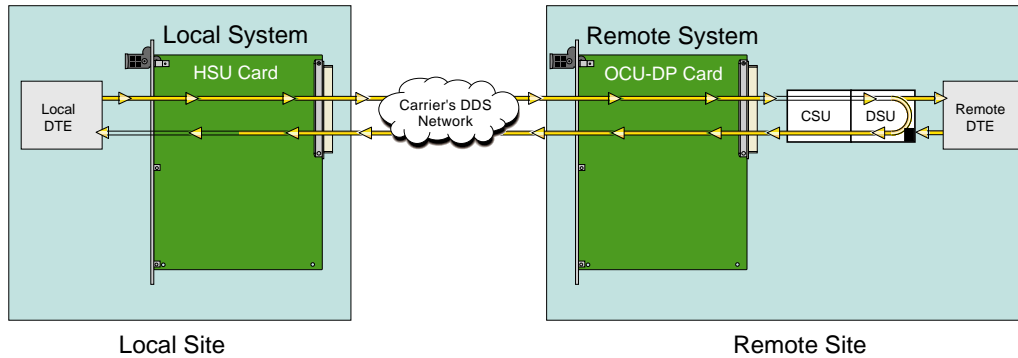 Local System
HSU Card
Local
DTE
Carrier's DDS
Network
Remote System
OCU-DP Card
CSU
DSU
Remote
DTE
Local Site
Remote Site